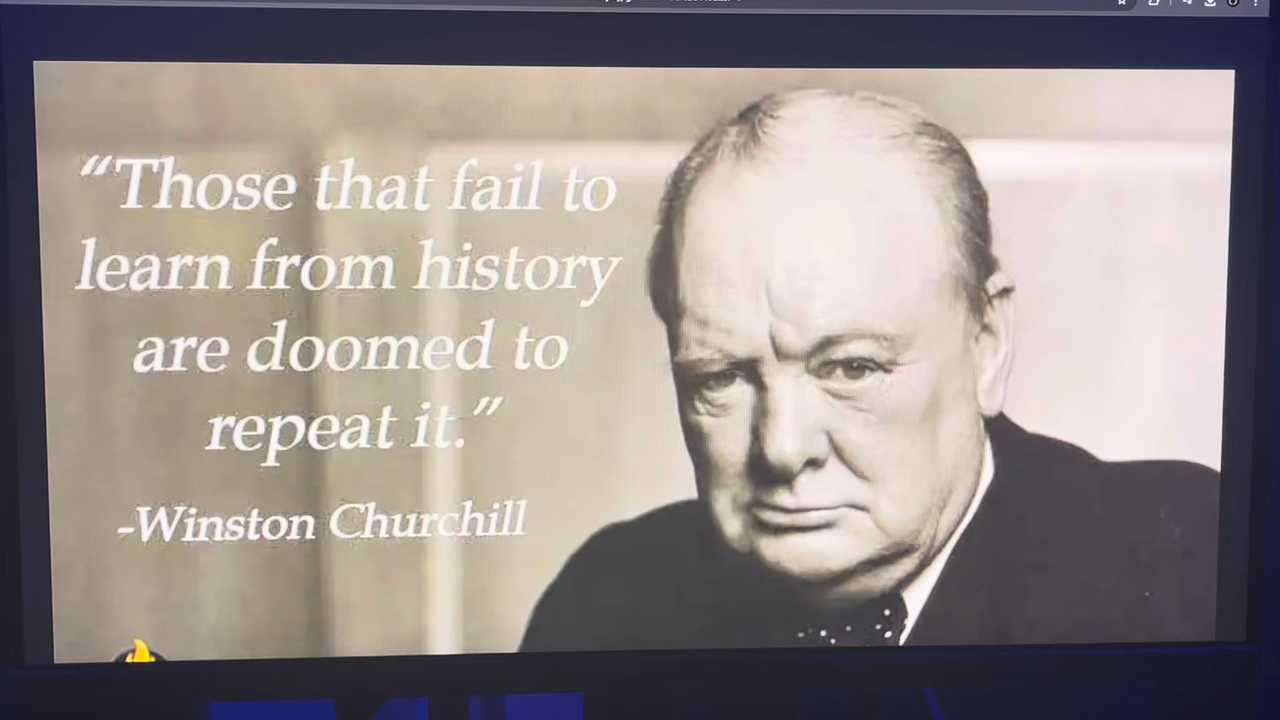 “Those that fail to
learn from history
are doomed to
repeat it.”
-Winston Churchill